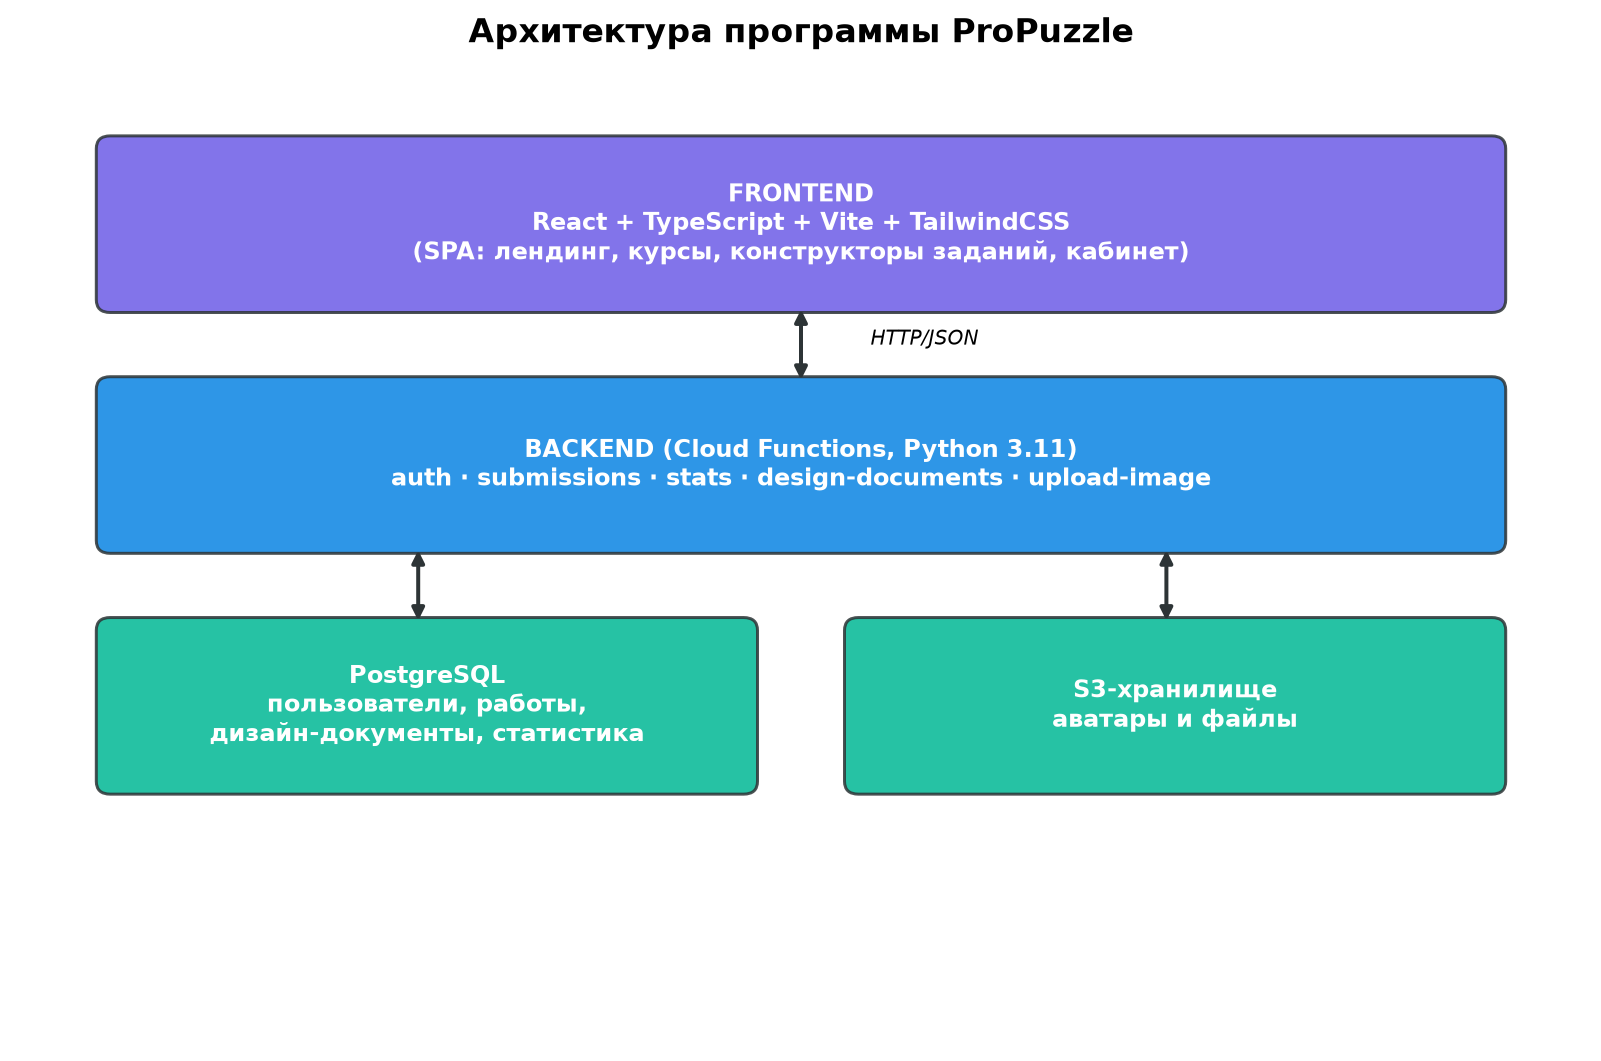 Архитектура программы ProPuzzle
FRONTEND
React + TypeScript + Vite + TailwindCSS
(SPA: лендинг, курсы, конструкторы заданий, кабинет)
HTTP/JSON
BACKEND (Cloud Functions, Python 3.11)
auth · submissions · stats · design-documents · upload-image
PostgreSQL
пользователи, работы,
дизайн-документы, статистика
S3-хранилище
аватары и файлы